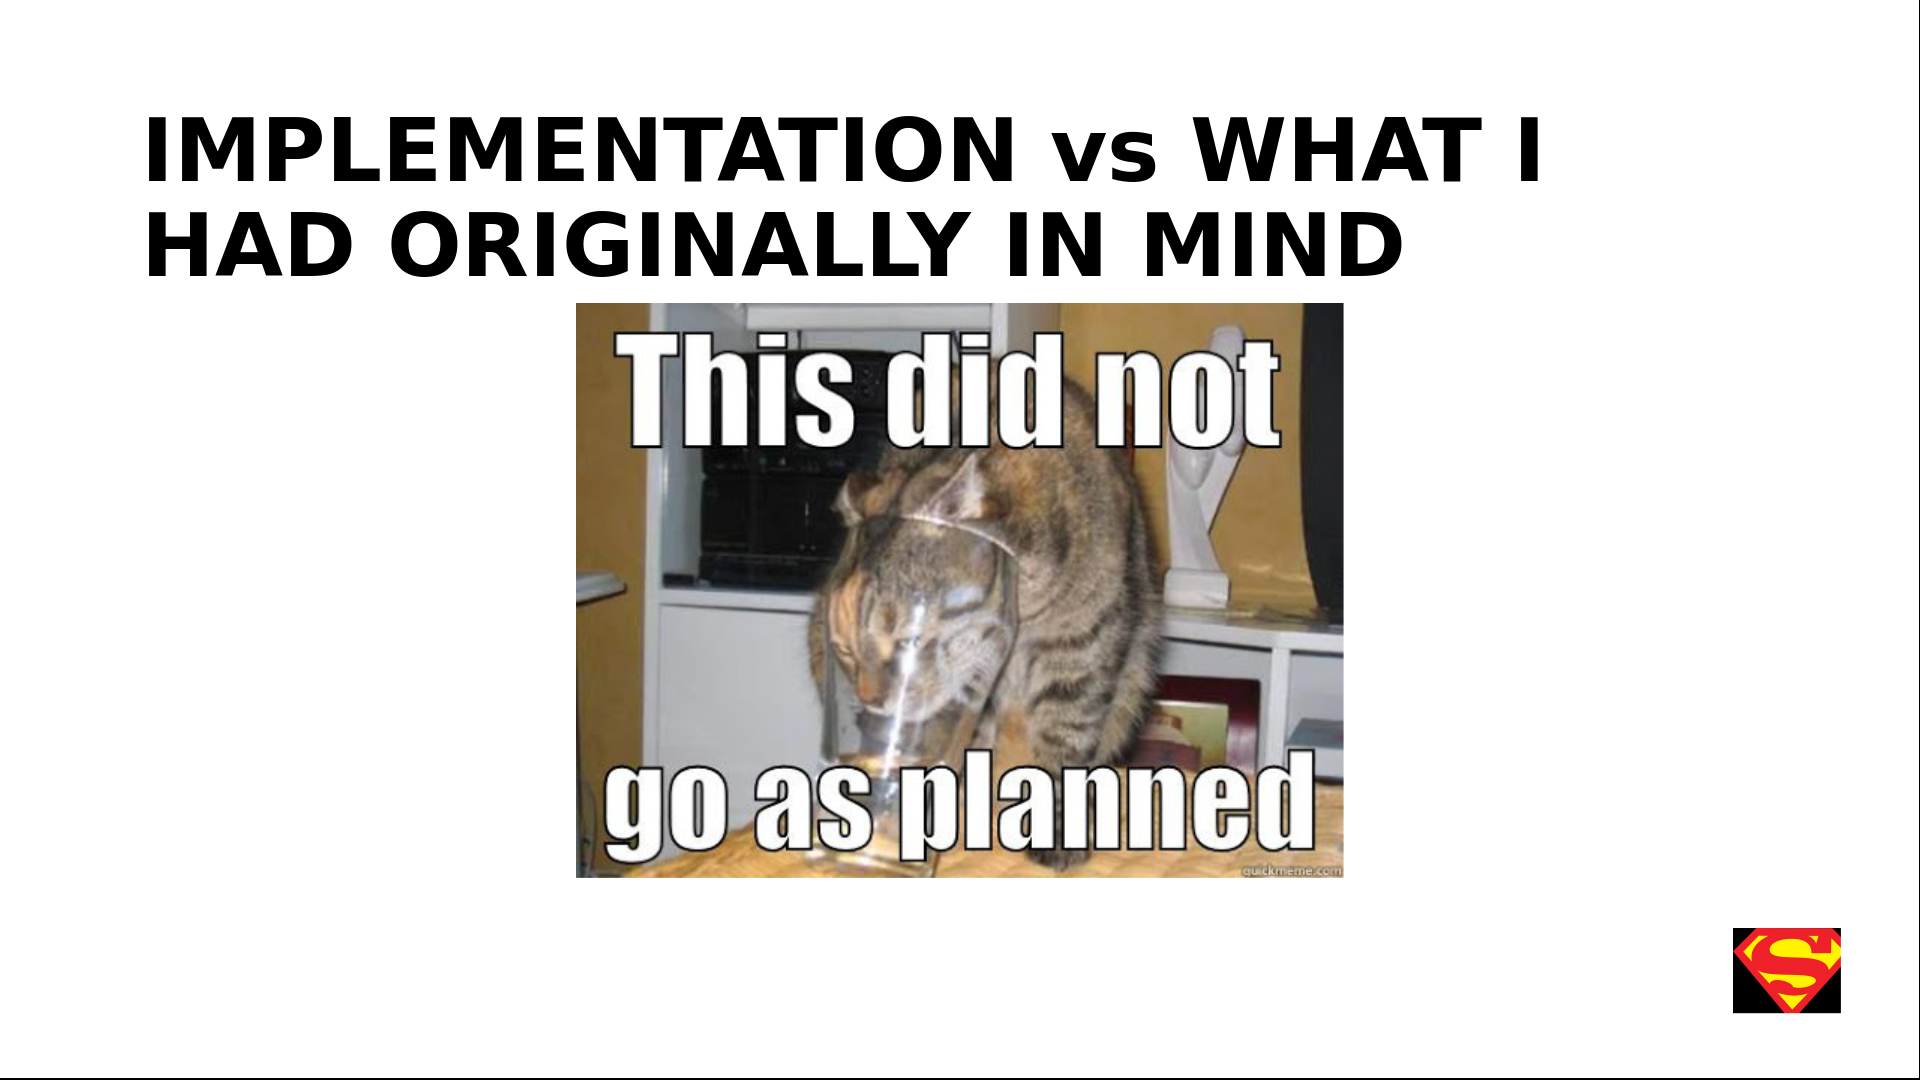 IMPLEMENTATION vs WHAT I
HAD ORIGINALLY IN MIND
This did not
go as planned
quickmeme.com
S